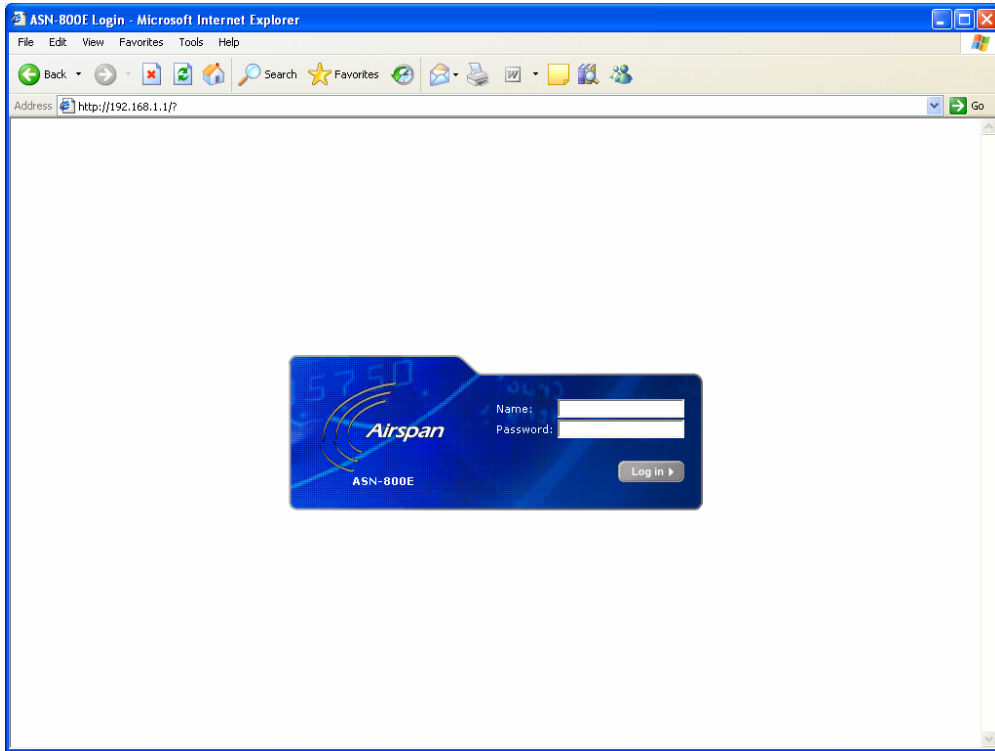 ASN-800E Login - Microsoft Internet Explorer
File Edit View Favorites Tools Help
Back Search Favorites
Address http://192.168.1.1/? Go
5750.
Airspan
ASN-800E
Name:
Password:
Log in